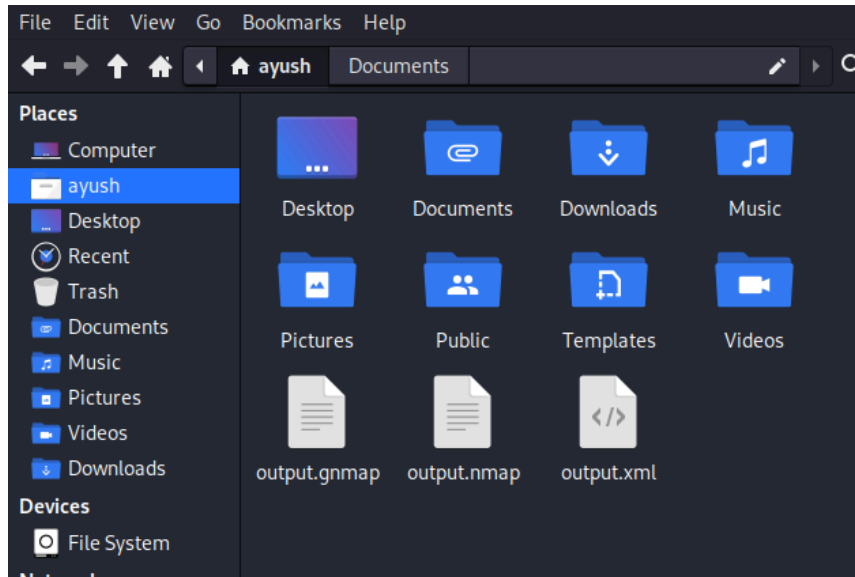 File Edit View Go Bookmarks Help
ayush Documents
Places
Computer
ayush
Desktop
Recent
Trash
Documents
Music
Pictures
Videos
Downloads
Devices
File System
Desktop Documents Downloads Music
Pictures Public Templates Videos
output.gnmap output.nmap output.xml